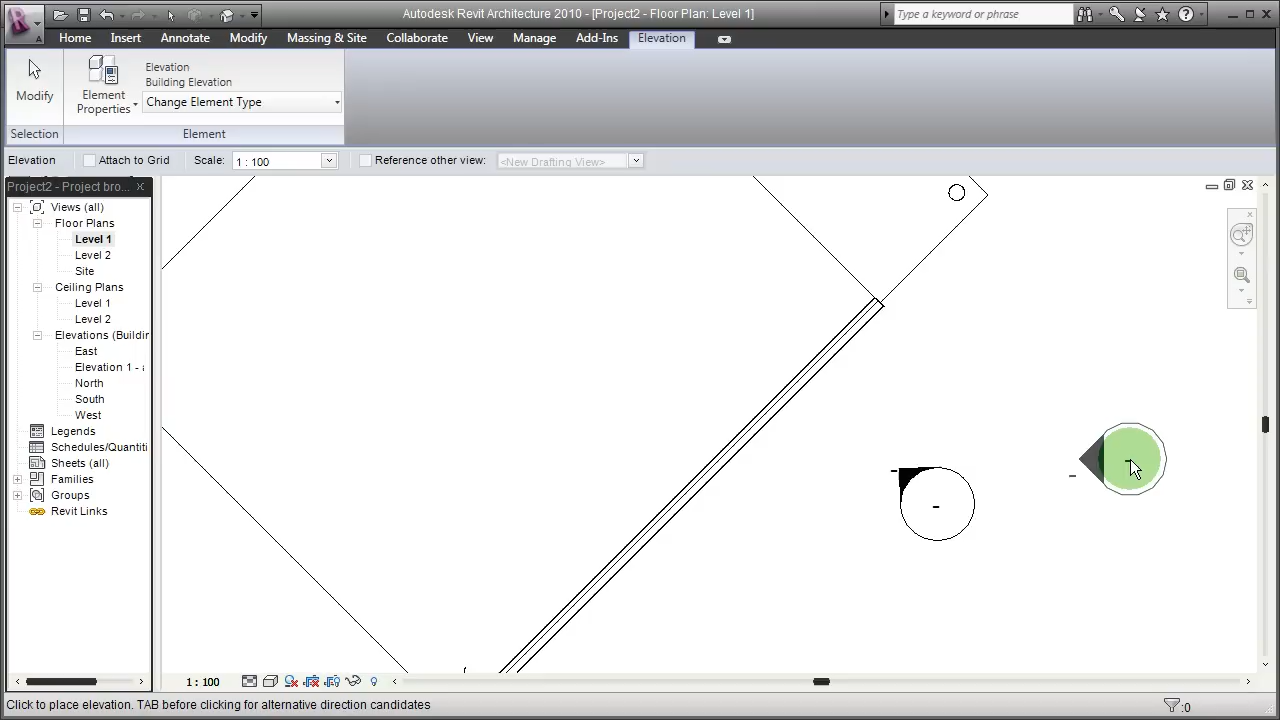 Autodesk Revit Architecture 2010 - [Project2 - Floor Plan: Level 1]
Type a keyword or phrase
Home Insert Annotate Modify Massing & Site Collaborate View Manage Add-Ins Elevation
Modify
Element
Properties
Elevation
Building Elevation
Change Element Type
Selection
Element
Elevation
Attach to Grid
Scale:
1 : 100
Reference other view:
<New Drafting View>
Project2 - Project bro...
Views (all)
Floor Plans
Level 1
Level 2
Site
Ceiling Plans
Level 1
Level 2
Elevations (Buildin
East
Elevation 1 - a
North
South
West
Legends
Schedules/Quantiti
Sheets (all)
Families
Groups
Revit Links
1 : 100
Click to place elevation. TAB before clicking for alternative direction candidates
:0